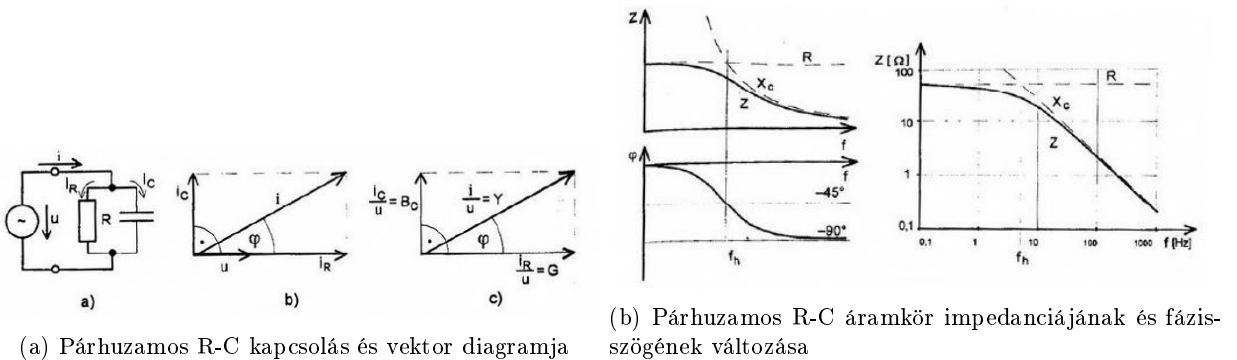 i
i_R
i_C
u
R
a)
i_C
i
φ
u
i_R
b)
i_C/u = B_C
i/u = Y
φ
i_R/u = G
c)
(a) Párhuzamos R-C kapcsolás és vektor diagramja
Z
R
X_c
Z
f
φ
f
−45°
−90°
f_h
Z [Ω]
100
R
X_c
10
Z
1
0,1
0,1
1
10
100
1000
f [Hz]
f_h
(b) Párhuzamos R-C áramkör impedanciájának és fázis-
szögének változása